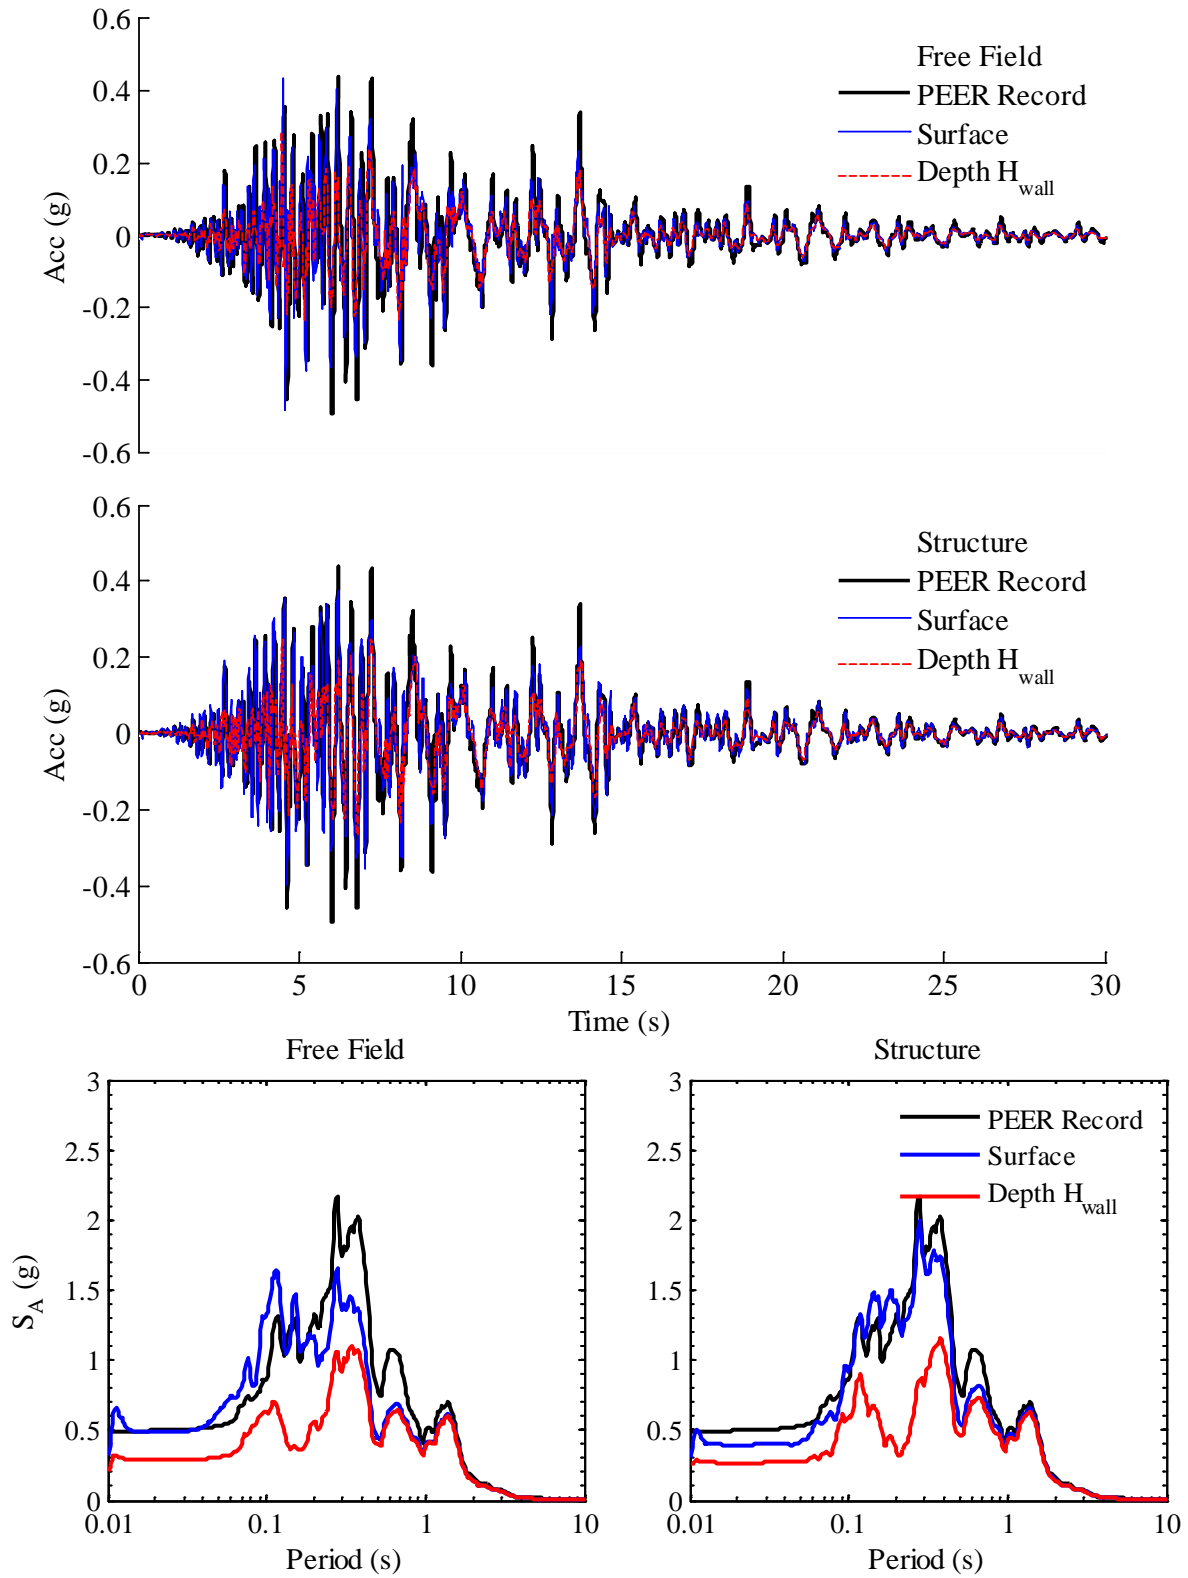 0.6
0.4
0.2
0
-0.2
-0.4
-0.6
Acc (g)
Free Field
PEER Record
Surface
Depth H_wall
0.6
0.4
0.2
0
-0.2
-0.4
-0.6
Acc (g)
Structure
PEER Record
Surface
Depth H_wall
0 5 10 15 20 25 30
Time (s)
Free Field
3
2.5
2
1.5
1
0.5
0
S_A (g)
0.01 0.1 1 10
Period (s)
Structure
3
2.5
2
1.5
1
0.5
0
PEER Record
Surface
Depth H_wall
0.01 0.1 1 10
Period (s)